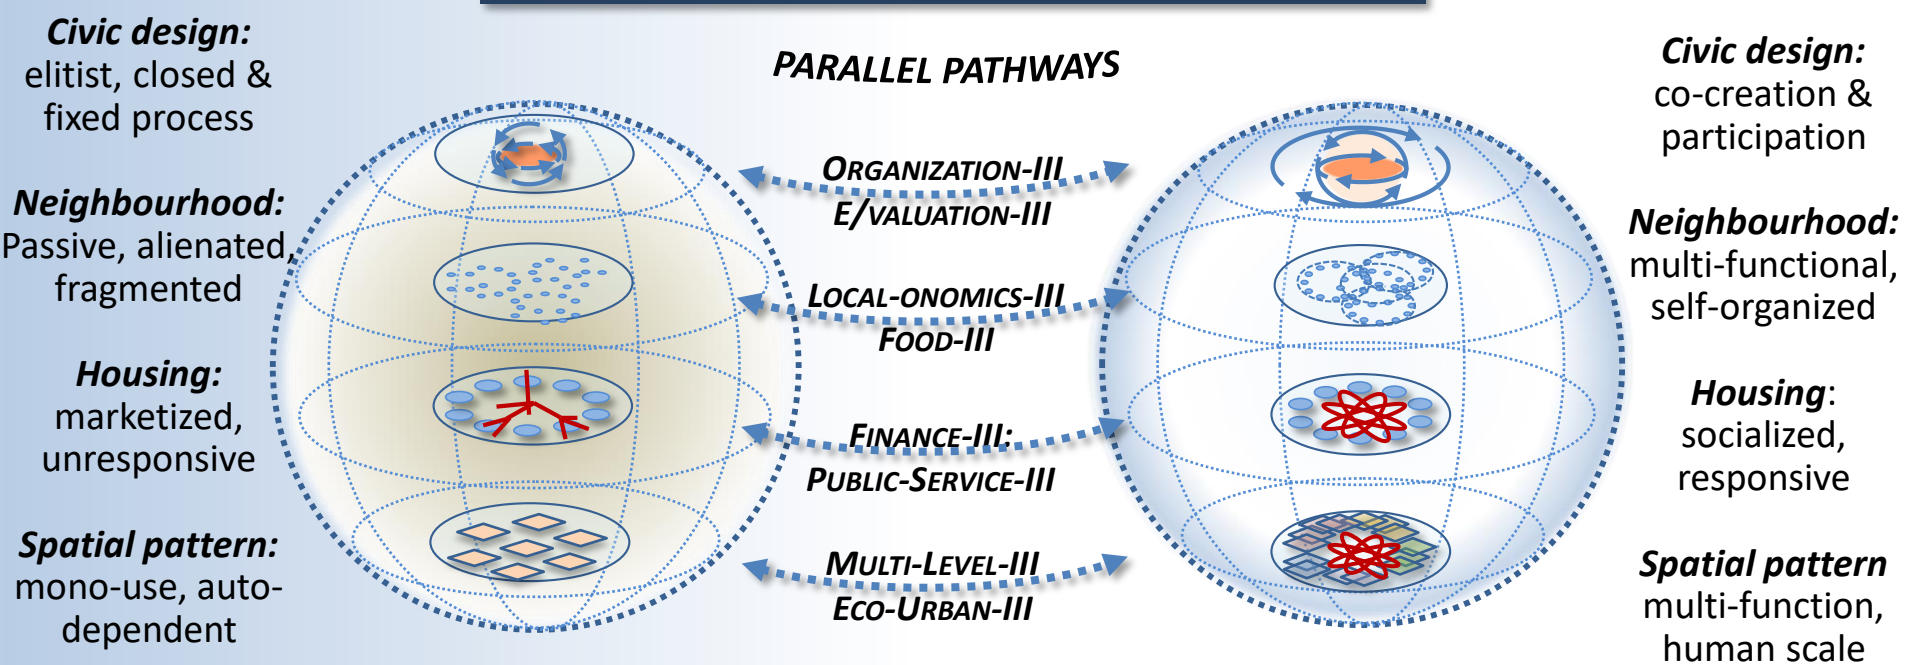 Civic design:
elitist, closed &
fixed process
Neighbourhood:
Passive, alienated,
fragmented
Housing:
marketized,
unresponsive
Spatial pattern:
mono-use, auto-
dependent
PARALLEL PATHWAYS
ORGANIZATION-III
E/VALUATION-III
LOCAL-ONOMICS-III
FOOD-III
FINANCE-III:
PUBLIC-SERVICE-III
MULTI-LEVEL-III
ECO-URBAN-III
Civic design:
co-creation &
participation
Neighbourhood:
multi-functional,
self-organized
Housing:
socialized,
responsive
Spatial pattern
multi-function,
human scale